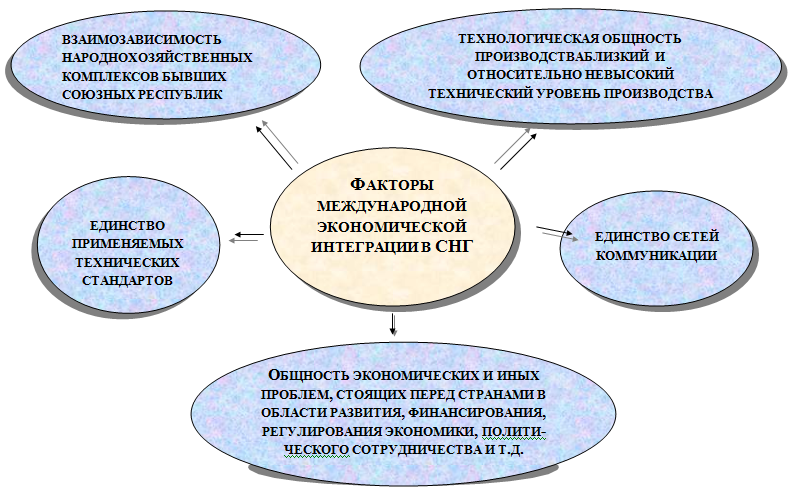 ВЗАИМОЗАВИСИМОСТЬ
НАРОДНОХОЗЯЙСТВЕННЫХ
КОМПЛЕКСОВ БЫВШИХ
СОЮЗНЫХ РЕСПУБЛИК
ТЕХНОЛОГИЧЕСКАЯ ОБЩНОСТЬ
ПРОИЗВОДСТВАБЛИЗКИЙ И
ОТНОСИТЕЛЬНО НЕВЫСОКИЙ
ТЕХНИЧЕСКИЙ УРОВЕНЬ ПРОИЗВОДСТВА
ФАКТОРЫ
МЕЖДУНАРОДНОЙ
ЭКОНОМИЧЕСКОЙ
ИНТЕГРАЦИИ В СНГ
ЕДИНСТВО
ПРИМЕНЯЕМЫХ
ТЕХНИЧЕСКИХ
СТАНДАРТОВ
ЕДИНСТВО СЕТЕЙ
КОММУНИКАЦИИ
ОБЩНОСТЬ ЭКОНОМИЧЕСКИХ И ИНЫХ
ПРОБЛЕМ, СТОЯЩИХ ПЕРЕД СТРАНАМИ В
ОБЛАСТИ РАЗВИТИЯ, ФИНАНСИРОВАНИЯ,
РЕГУЛИРОВАНИЯ ЭКОНОМИКИ, ПОЛИТИ-
ЧЕСКОГО СОТРУДНИЧЕСТВА И Т.Д.